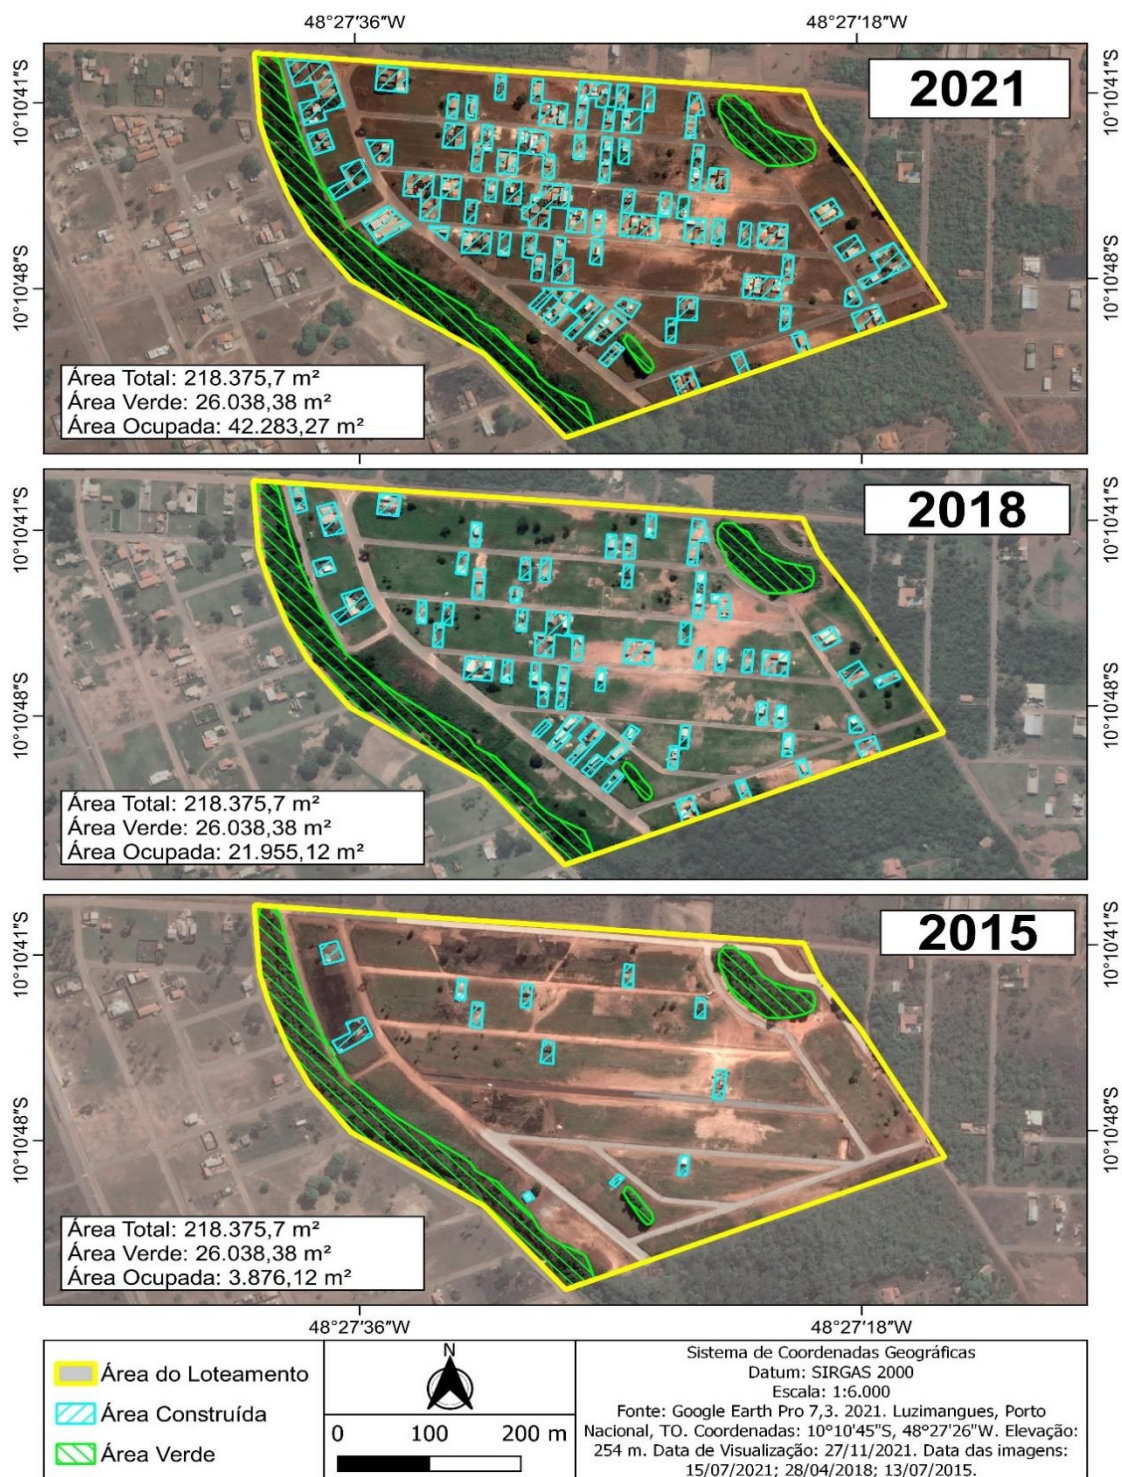 48°27'36"W 48°27'18"W
10°10'41"S
10°10'48"S
2021
10°10'41"S
10°10'48"S
Área Total: 218.375,7 m²
Área Verde: 26.038,38 m²
Área Ocupada: 42.283,27 m²
10°10'41"S
10°10'48"S
2018
10°10'41"S
10°10'48"S
Área Total: 218.375,7 m²
Área Verde: 26.038,38 m²
Área Ocupada: 21.955,12 m²
10°10'41"S
10°10'48"S
2015
10°10'41"S
10°10'48"S
Área Total: 218.375,7 m²
Área Verde: 26.038,38 m²
Área Ocupada: 3.876,12 m²
48°27'36"W 48°27'18"W
Área do Loteamento
Área Construída
Área Verde
N
0 100 200 m
Sistema de Coordenadas Geográficas
Datum: SIRGAS 2000
Escala: 1:6.000
Fonte: Google Earth Pro 7,3. 2021. Luzimangues, Porto
Nacional, TO. Coordenadas: 10°10'45"S, 48°27'26"W. Elevação:
254 m. Data de Visualização: 27/11/2021. Data das imagens:
15/07/2021; 28/04/2018; 13/07/2015.